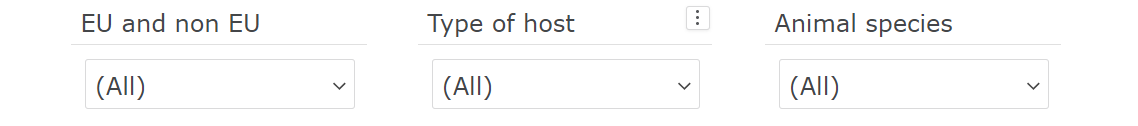 EU and non EU
Type of host
Animal species
(All)
(All)
(All)